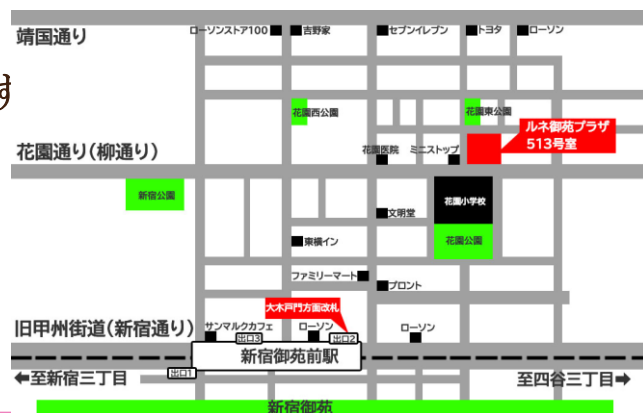 靖国通り
ローソンストア100
吉野家
セブンイレブン
トヨタ
ローソン
す
花園西公園
花園東公園
ルネ御苑プラザ
513号室
花園通り(柳通り)
花園医院
ミニストップ
新宿公園
花園小学校
文明堂
花園公園
東横イン
ファミリーマート
プロント
大木戸門方面改札
旧甲州街道(新宿通り)
サンマルクカフェ
ローソン
ローソン
出口3
出口2
新宿御苑前駅
出口1
←至新宿三丁目
至四谷三丁目→
新宿御苑